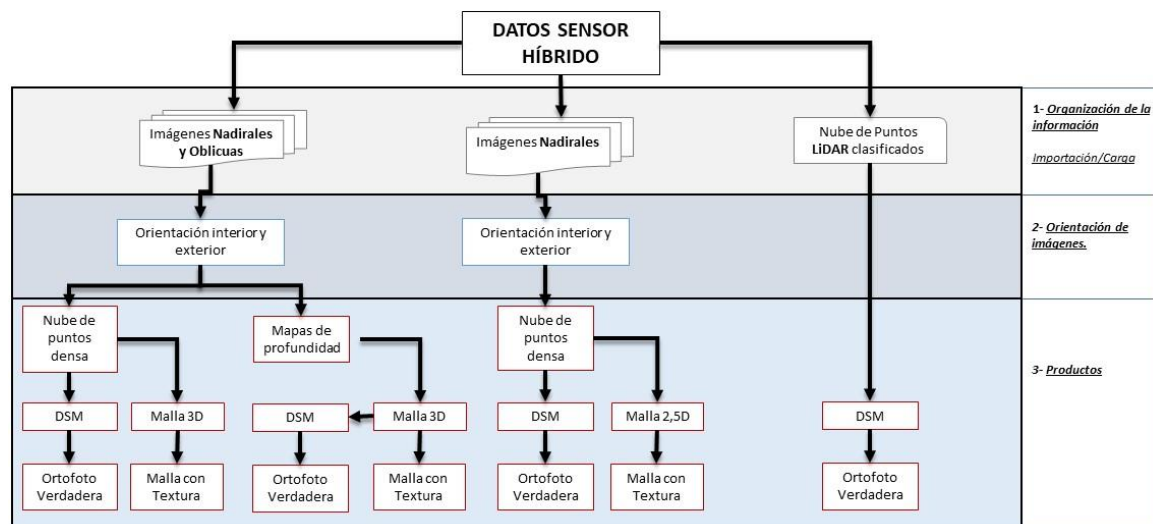 DATOS SENSOR
HÍBRIDO
Imágenes Nadirales
y Oblicuas
Imágenes Nadirales
Nube de Puntos
LiDAR clasificados
1- Organización de la
información
Importación/Carga
Orientación interior y
exterior
Orientación interior y
exterior
2- Orientación de
imágenes.
Nube de
puntos
densa
Mapas de
profundidad
Nube de
puntos
densa
3- Productos
DSM
Malla 3D
DSM
Malla 3D
DSM
Malla 2,5D
DSM
Ortofoto
Verdadera
Malla con
Textura
Ortofoto
Verdadera
Malla con
Textura
Ortofoto
Verdadera
Malla con
Textura
Ortofoto
Verdadera